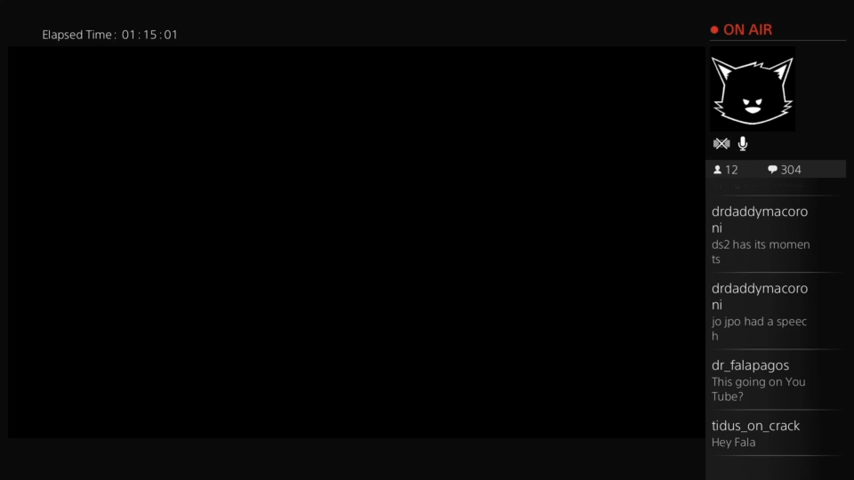 Elapsed Time: 01:15:01
ON AIR
12 304
drdaddymacoro
ni
ds2 has its momen
ts
drdaddymacoro
ni
jo jpo had a speec
h
dr_falapagos
This going on You
Tube?
tidus_on_crack
Hey Fala